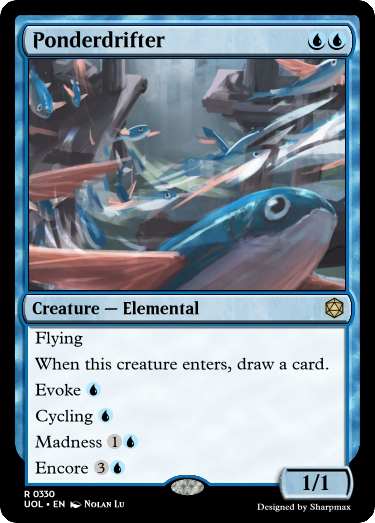 Ponderdrifter
Creature — Elemental
Flying
When this creature enters, draw a card.
Evoke
Cycling
Madness 1
Encore 3
1/1
R 0330
UOL • EN Nolan Lu
Designed by Sharpmax